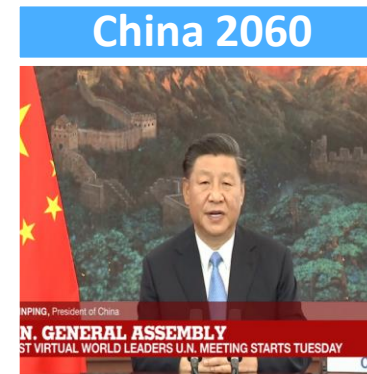 China 2060
INPING, President of China
N. GENERAL ASSEMBLY
ST VIRTUAL WORLD LEADERS U.N. MEETING STARTS TUESDAY